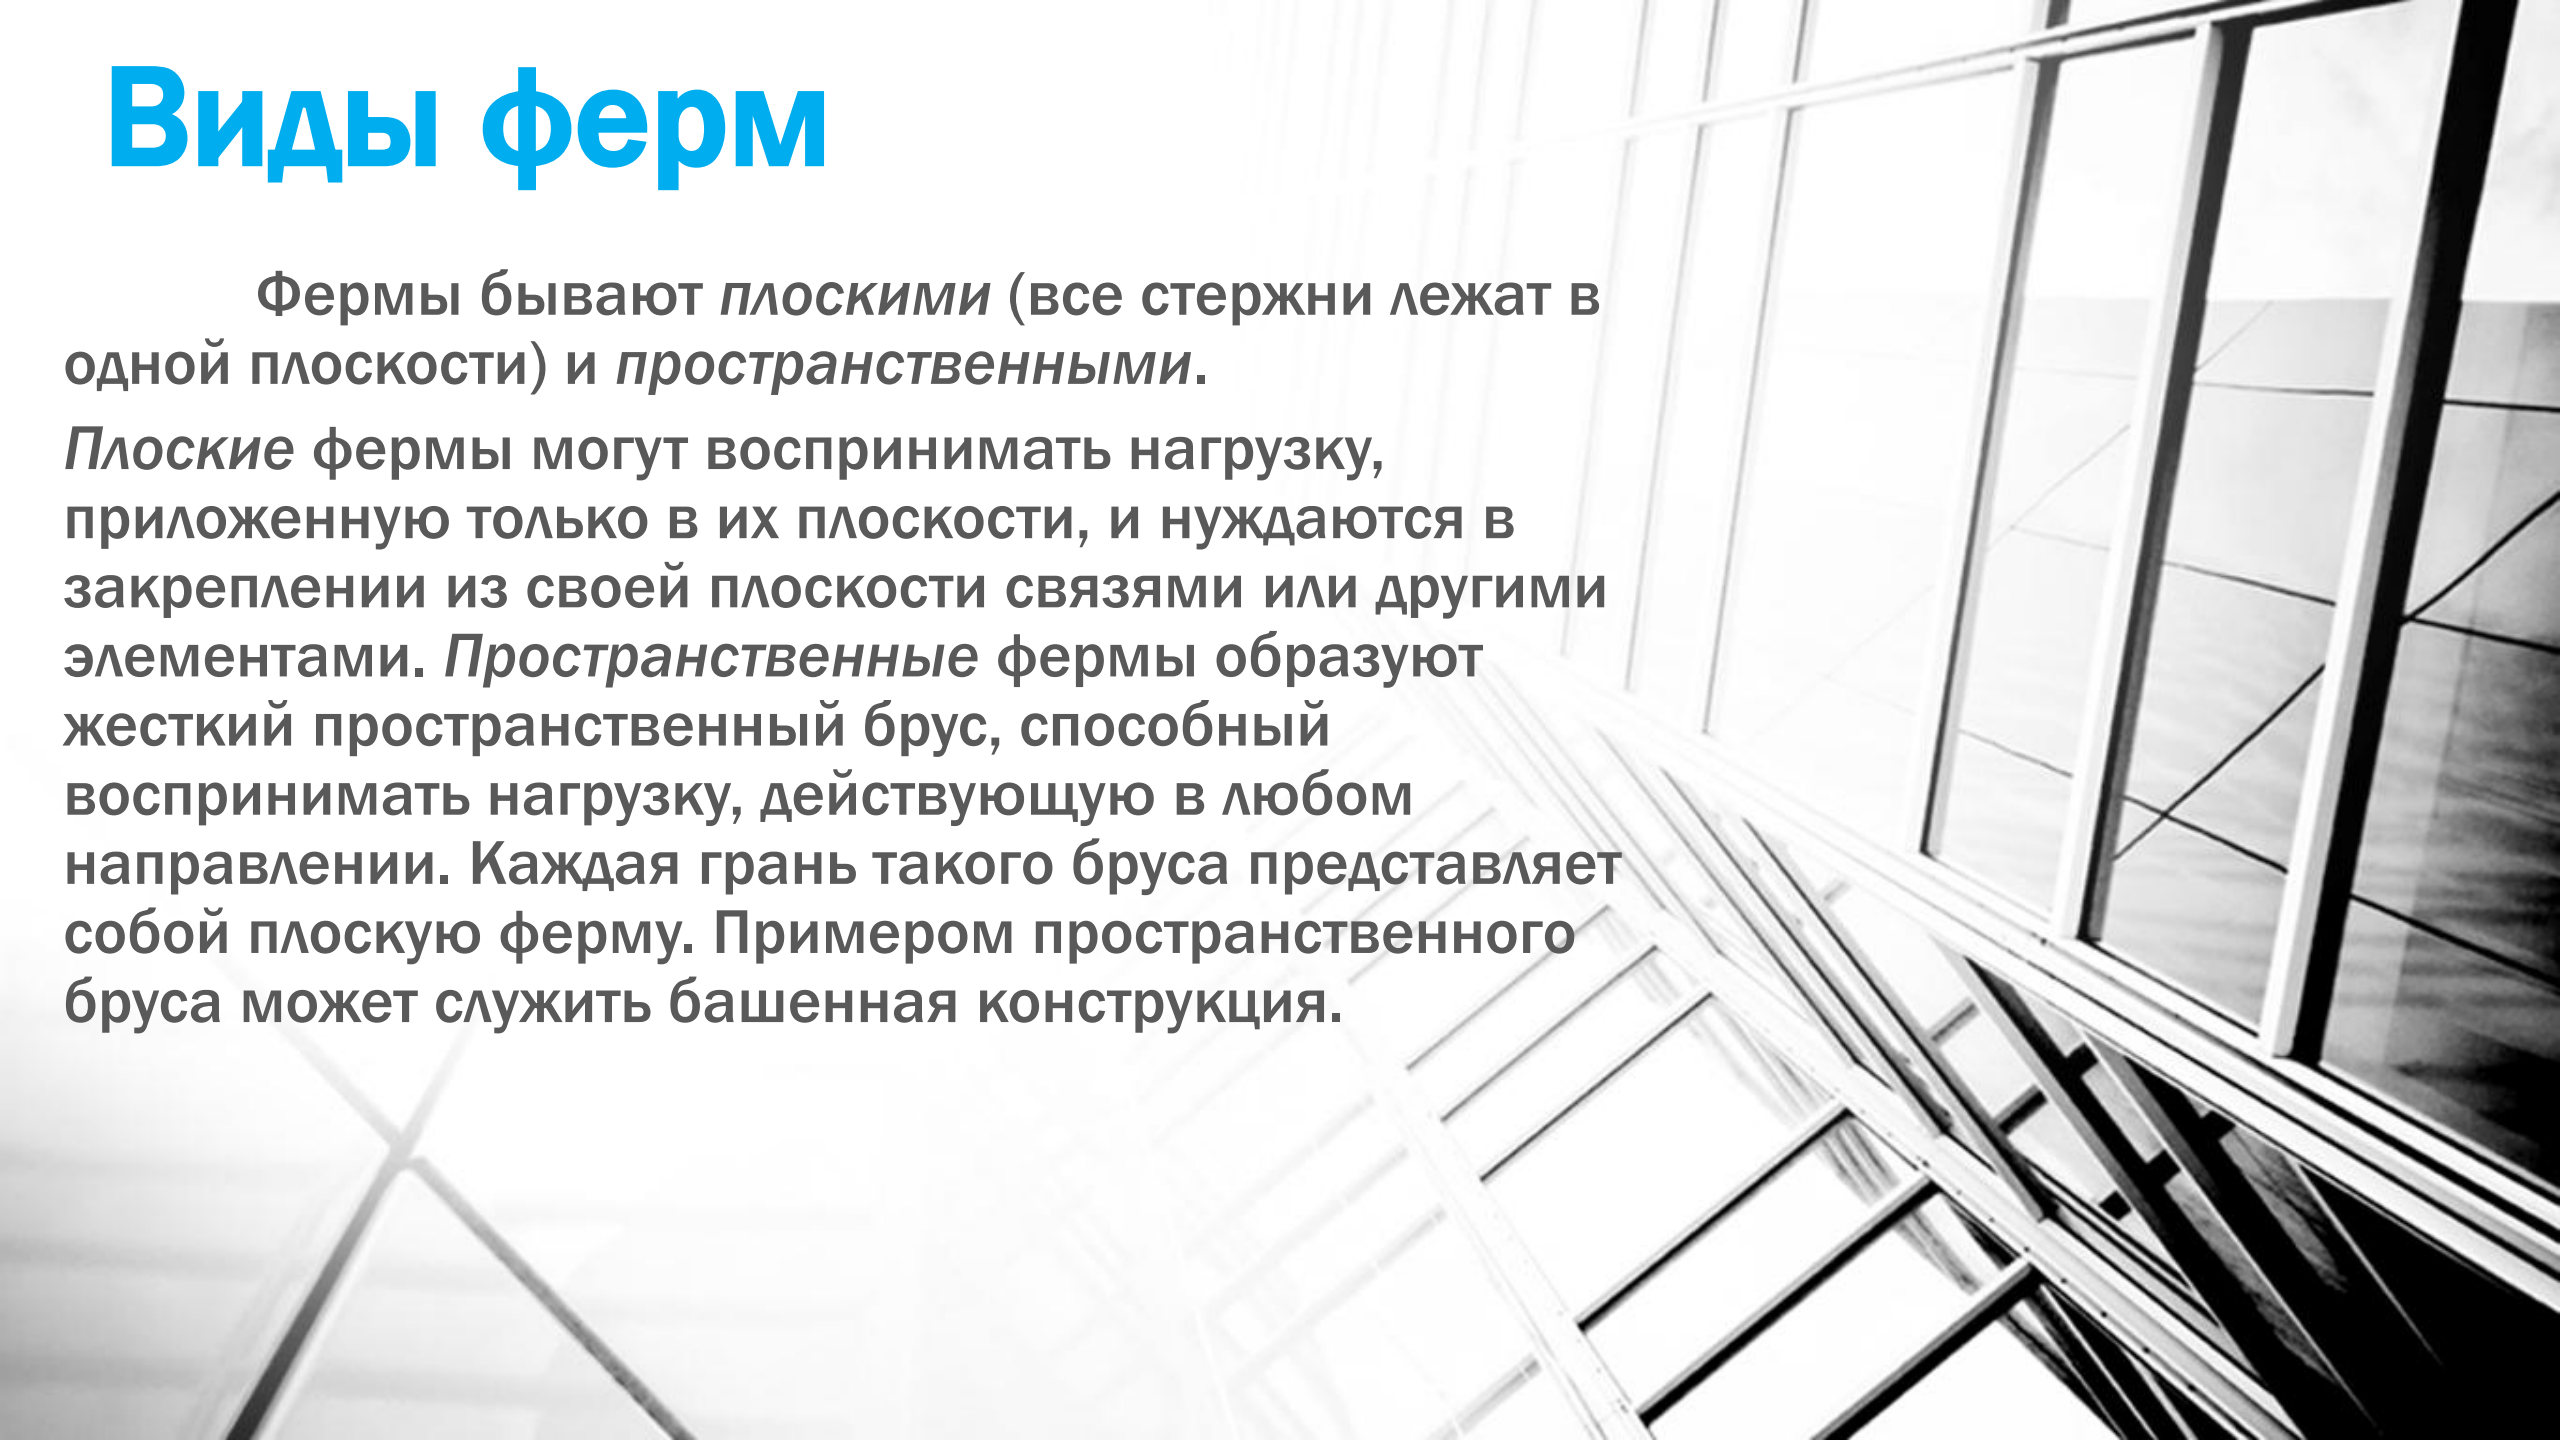 Виды ферм
Фермы бывают плоскими (все стержни лежат в
одной плоскости) и пространственными.
Плоские фермы могут воспринимать нагрузку,
приложенную только в их плоскости, и нуждаются в
закреплении из своей плоскости связями или другими
элементами. Пространственные фермы образуют
жесткий пространственный брус, способный
воспринимать нагрузку, действующую в любом
направлении. Каждая грань такого бруса представляет
собой плоскую ферму. Примером пространственного
бруса может служить башенная конструкция.